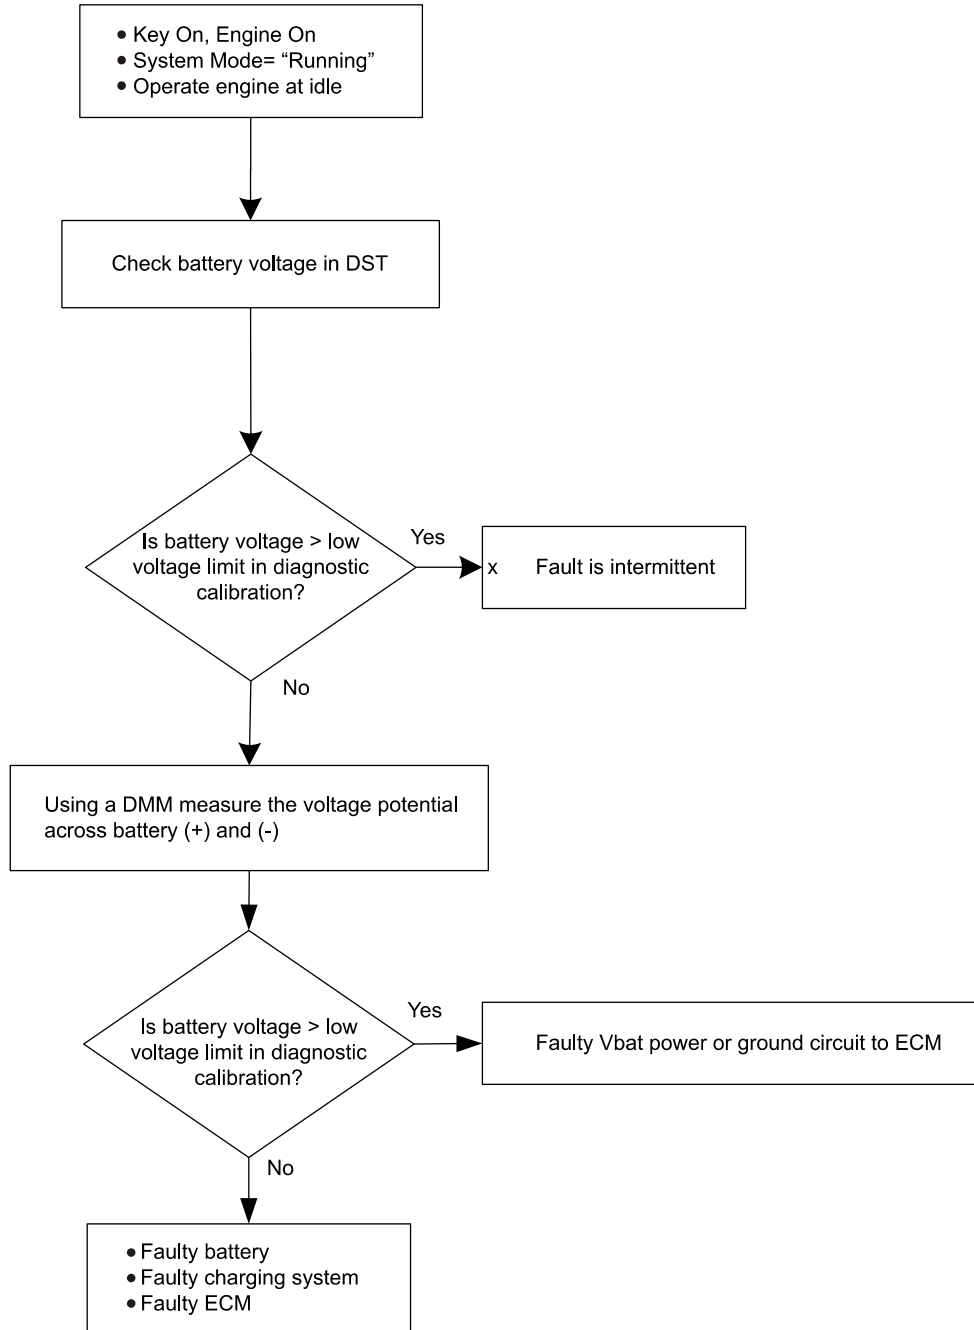 • Key On, Engine On
• System Mode= “Running”
• Operate engine at idle
Check battery voltage in DST
Is battery voltage > low
voltage limit in diagnostic
calibration?
Yes
x Fault is intermittent
No
Using a DMM measure the voltage potential
across battery (+) and (-)
Is battery voltage > low
voltage limit in diagnostic
calibration?
Yes
Faulty Vbat power or ground circuit to ECM
No
• Faulty battery
• Faulty charging system
• Faulty ECM